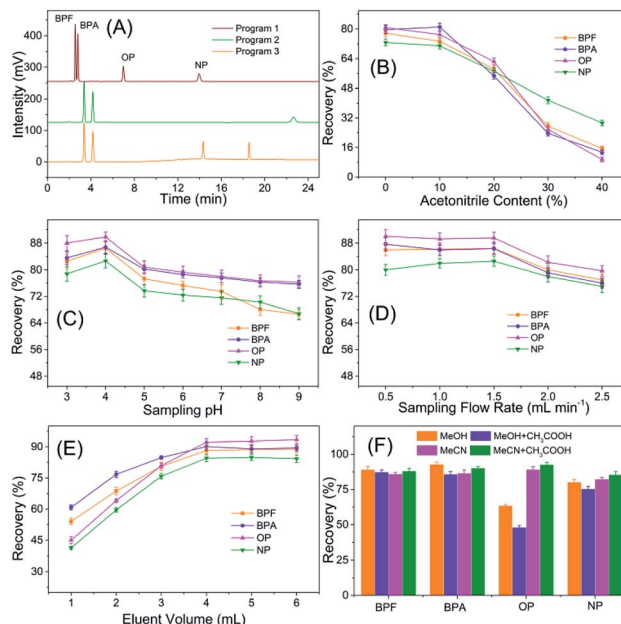 (A)
BPF
BPA
OP
NP
Program 1
Program 2
Program 3
Intensity (mV)
400
300
200
100
0
0 4 8 12 16 20 24
Time (min)
(B)
BPF
BPA
OP
NP
Recovery (%)
80
64
48
32
16
0
0 10 20 30 40
Acetonitrile Content (%)
(C)
BPF
BPA
OP
NP
Recovery (%)
88
80
72
64
56
48
3 4 5 6 7 8 9
Sampling pH
(D)
BPF
BPA
OP
NP
Recovery (%)
88
80
72
64
56
48
0.5 1.0 1.5 2.0 2.5
Sampling Flow Rate (mL min⁻¹)
(E)
BPF
BPA
OP
NP
Recovery (%)
90
75
60
45
30
1 2 3 4 5 6
Eluent Volume (mL)
(F)
MeOH MeOH+CH₃COOH
MeCN MeCN+CH₃COOH
Recovery (%)
100
75
50
25
0
BPF BPA OP NP